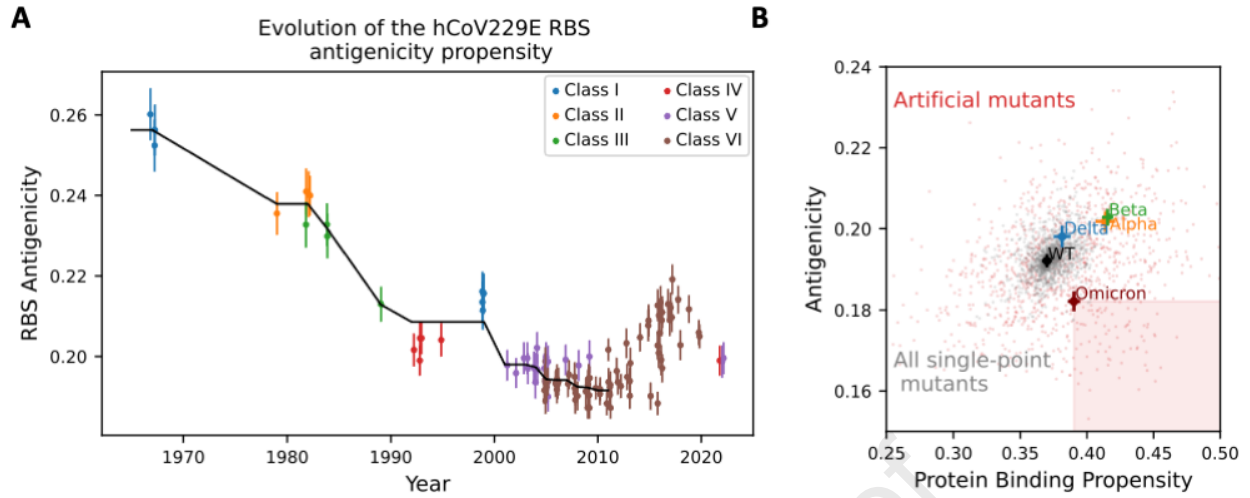 A
Evolution of the hCoV229E RBS
antigenicity propensity
RBS Antigenicity
0.26
0.24
0.22
0.20
Class I
Class II
Class III
Class IV
Class V
Class VI
1970
1980
1990
2000
2010
2020
Year
B
Antigenicity
0.24
0.22
0.20
0.18
0.16
Artificial mutants
Beta
Alpha
Delta
WT
Omicron
All single-point
mutants
0.25
0.30
0.35
0.40
0.45
0.50
Protein Binding Propensity